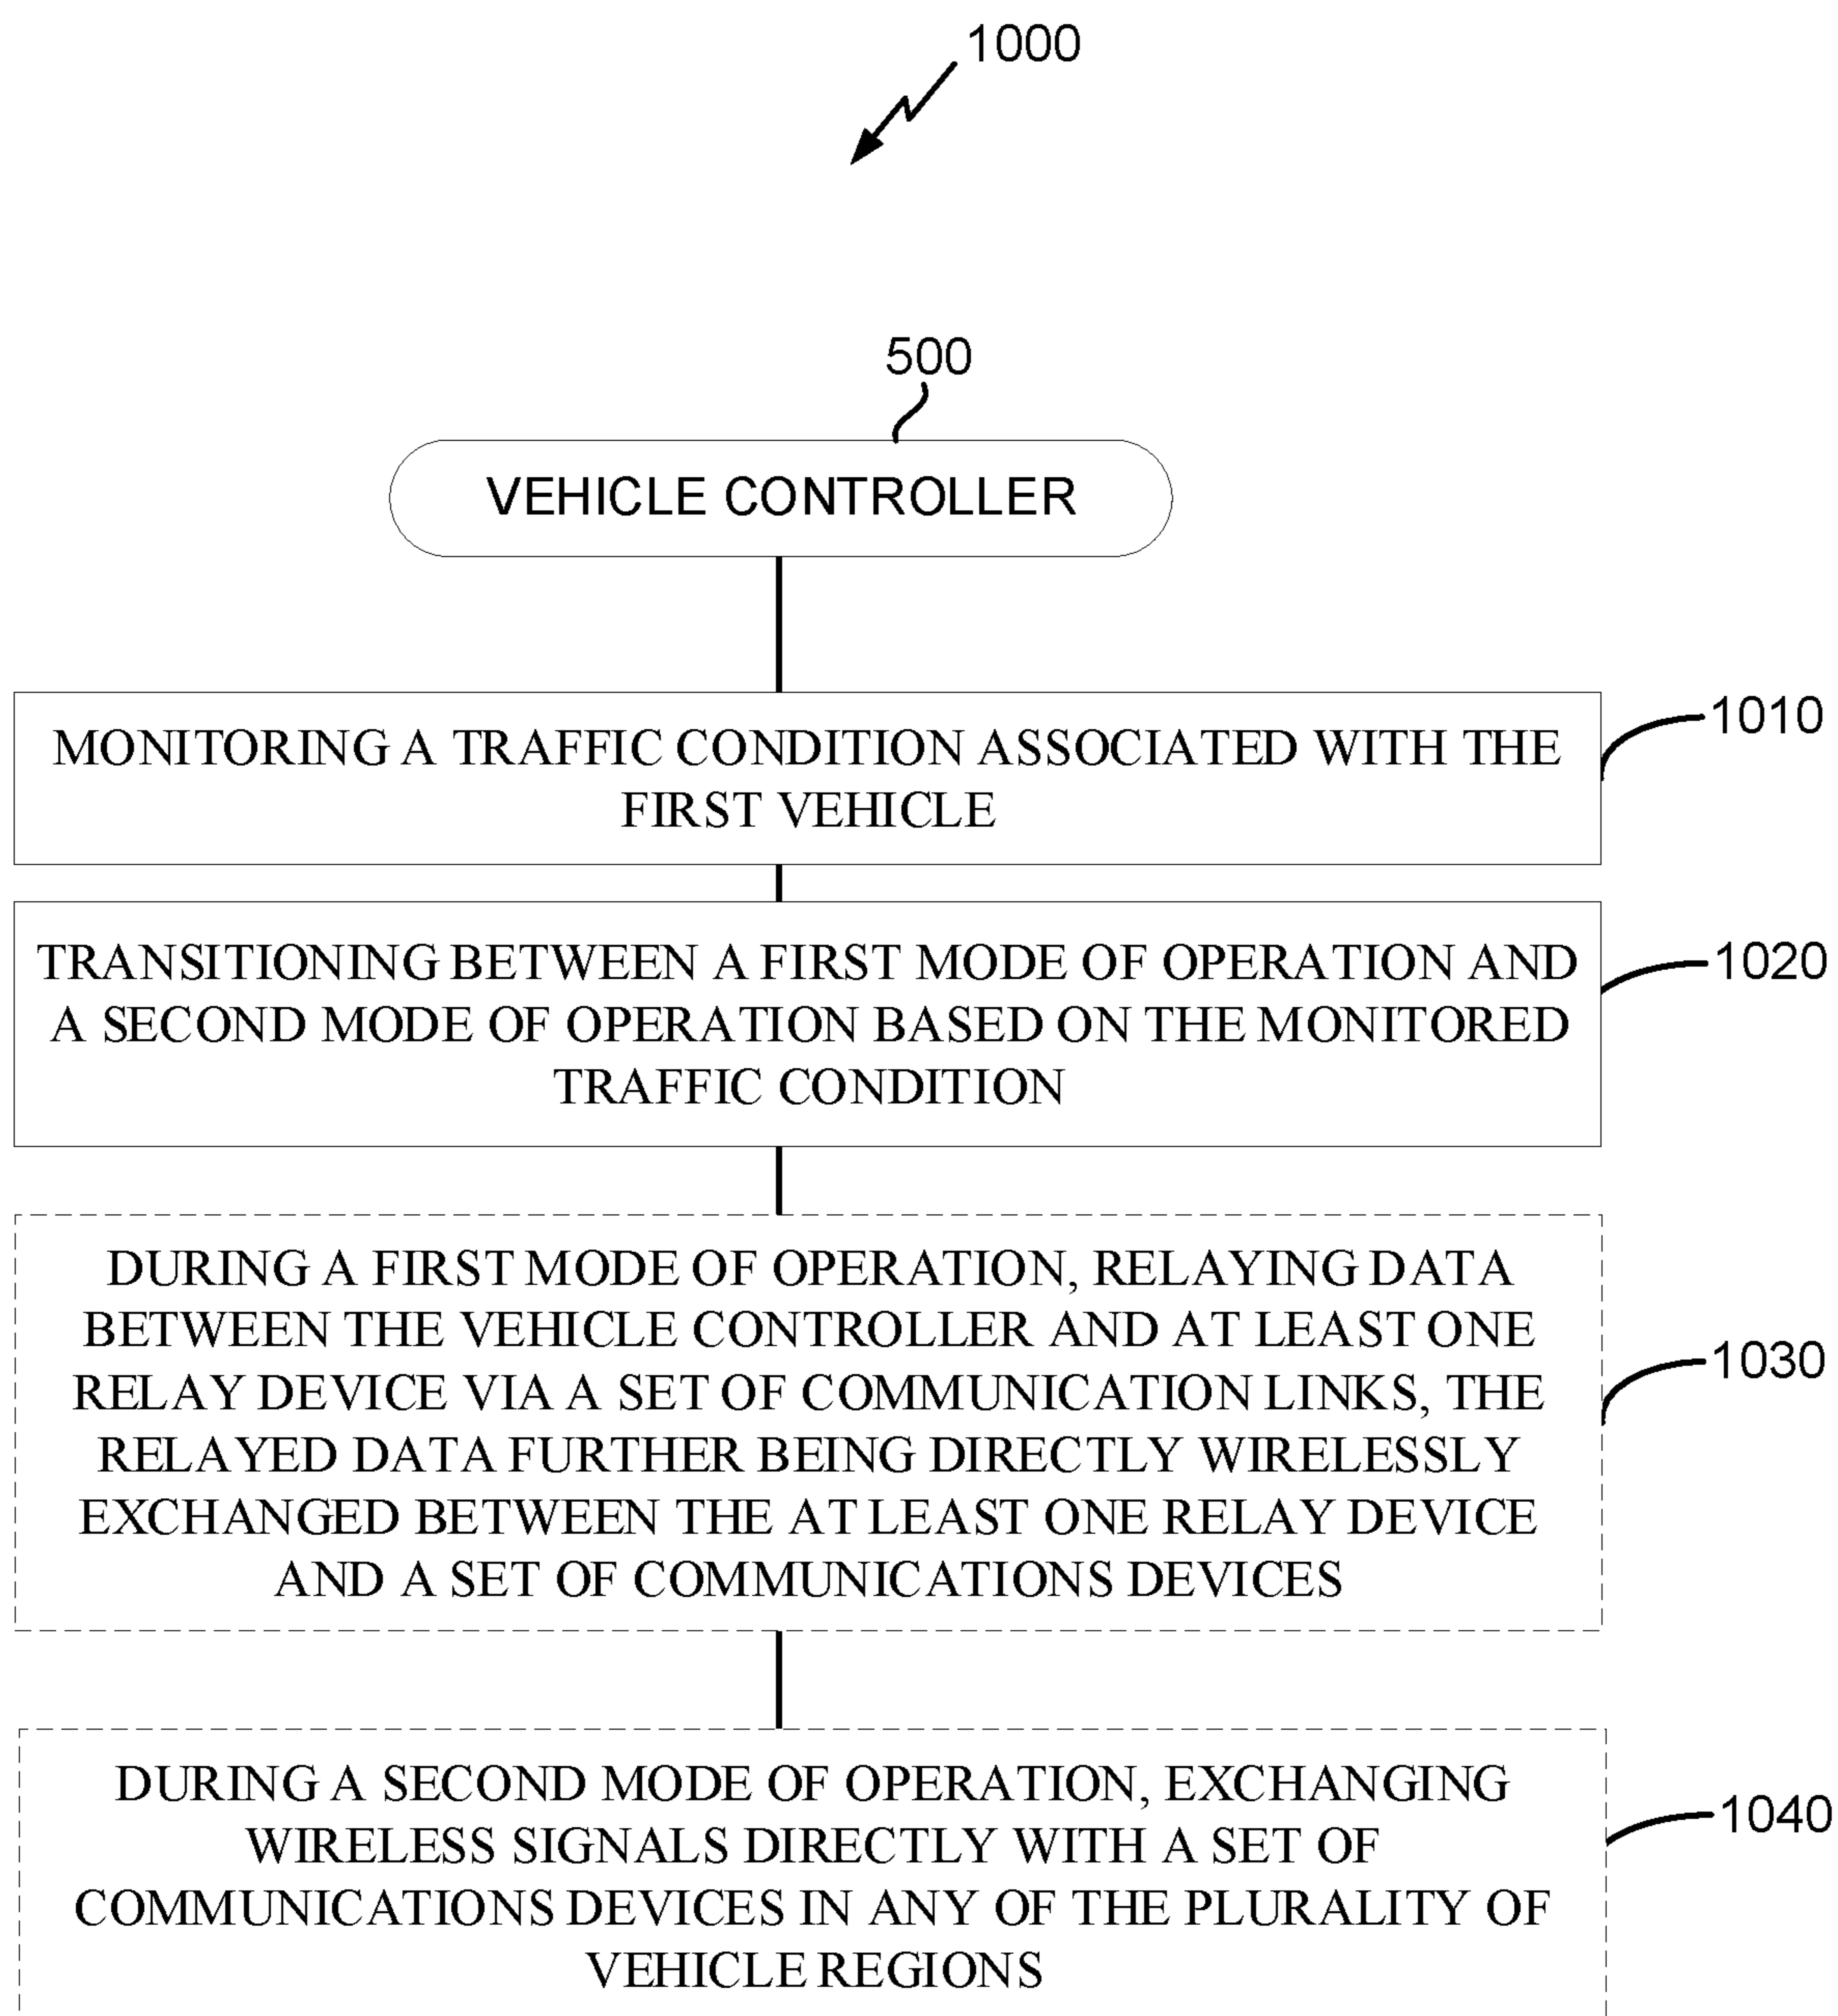 1000
500
VEHICLE CONTROLLER
MONITORING A TRAFFIC CONDITION ASSOCIATED WITH THE
FIRST VEHICLE
1010
TRANSITIONING BETWEEN A FIRST MODE OF OPERATION AND
A SECOND MODE OF OPERATION BASED ON THE MONITORED
TRAFFIC CONDITION
1020
DURING A FIRST MODE OF OPERATION, RELAYING DATA
BETWEEN THE VEHICLE CONTROLLER AND AT LEAST ONE
RELAY DEVICE VIA A SET OF COMMUNICATION LINKS, THE
RELAYED DATA FURTHER BEING DIRECTLY WIRELESSLY
EXCHANGED BETWEEN THE AT LEAST ONE RELAY DEVICE
AND A SET OF COMMUNICATIONS DEVICES
1030
DURING A SECOND MODE OF OPERATION, EXCHANGING
WIRELESS SIGNALS DIRECTLY WITH A SET OF
COMMUNICATIONS DEVICES IN ANY OF THE PLURALITY OF
VEHICLE REGIONS
1040